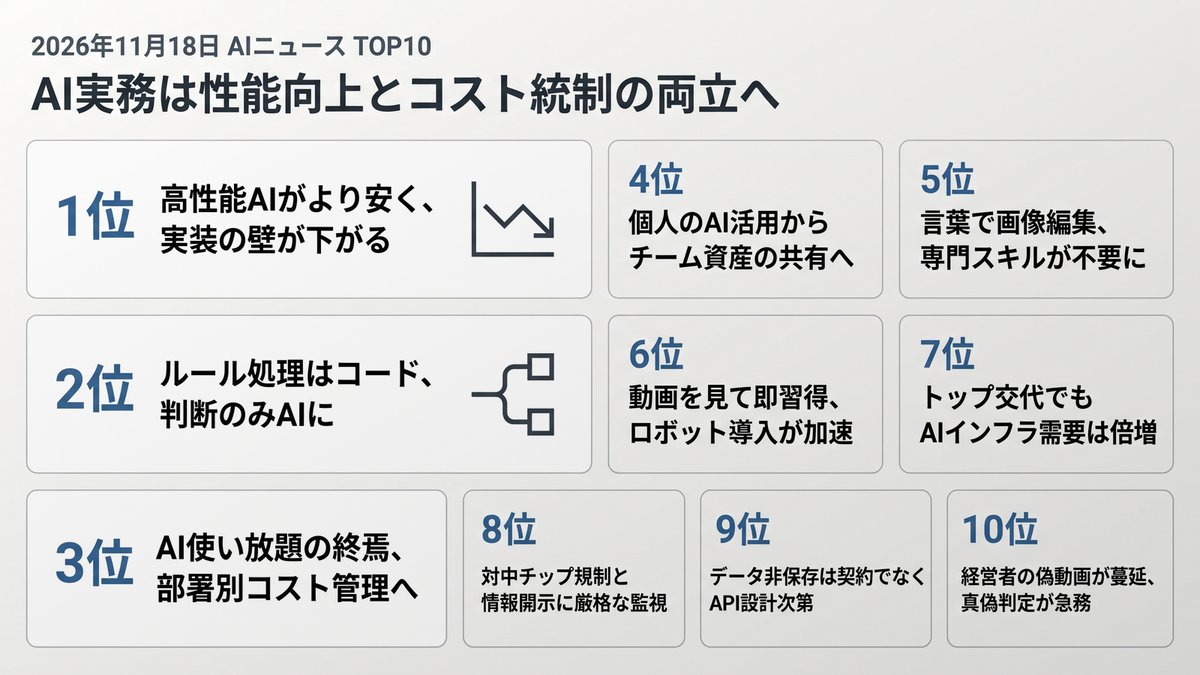 2026年11月18日 AIニュース TOP10
AI実務は性能向上とコスト統制の両立へ
1位
高性能AIがより安く、
実装の壁が下がる
2位
ルール処理はコード、
判断のみAIに
3位
AI使い放題の終焉、
部署別コスト管理へ
4位
個人のAI活用から
チーム資産の共有へ
5位
言葉で画像編集、
専門スキルが不要に
6位
動画を見て即習得、
ロボット導入が加速
7位
トップ交代でも
AIインフラ需要は倍増
8位
対中チップ規制と
情報開示に厳格な監視
9位
データ非保存は契約でなく
API設計次第
10位
経営者の偽動画が蔓延、
真偽判定が急務